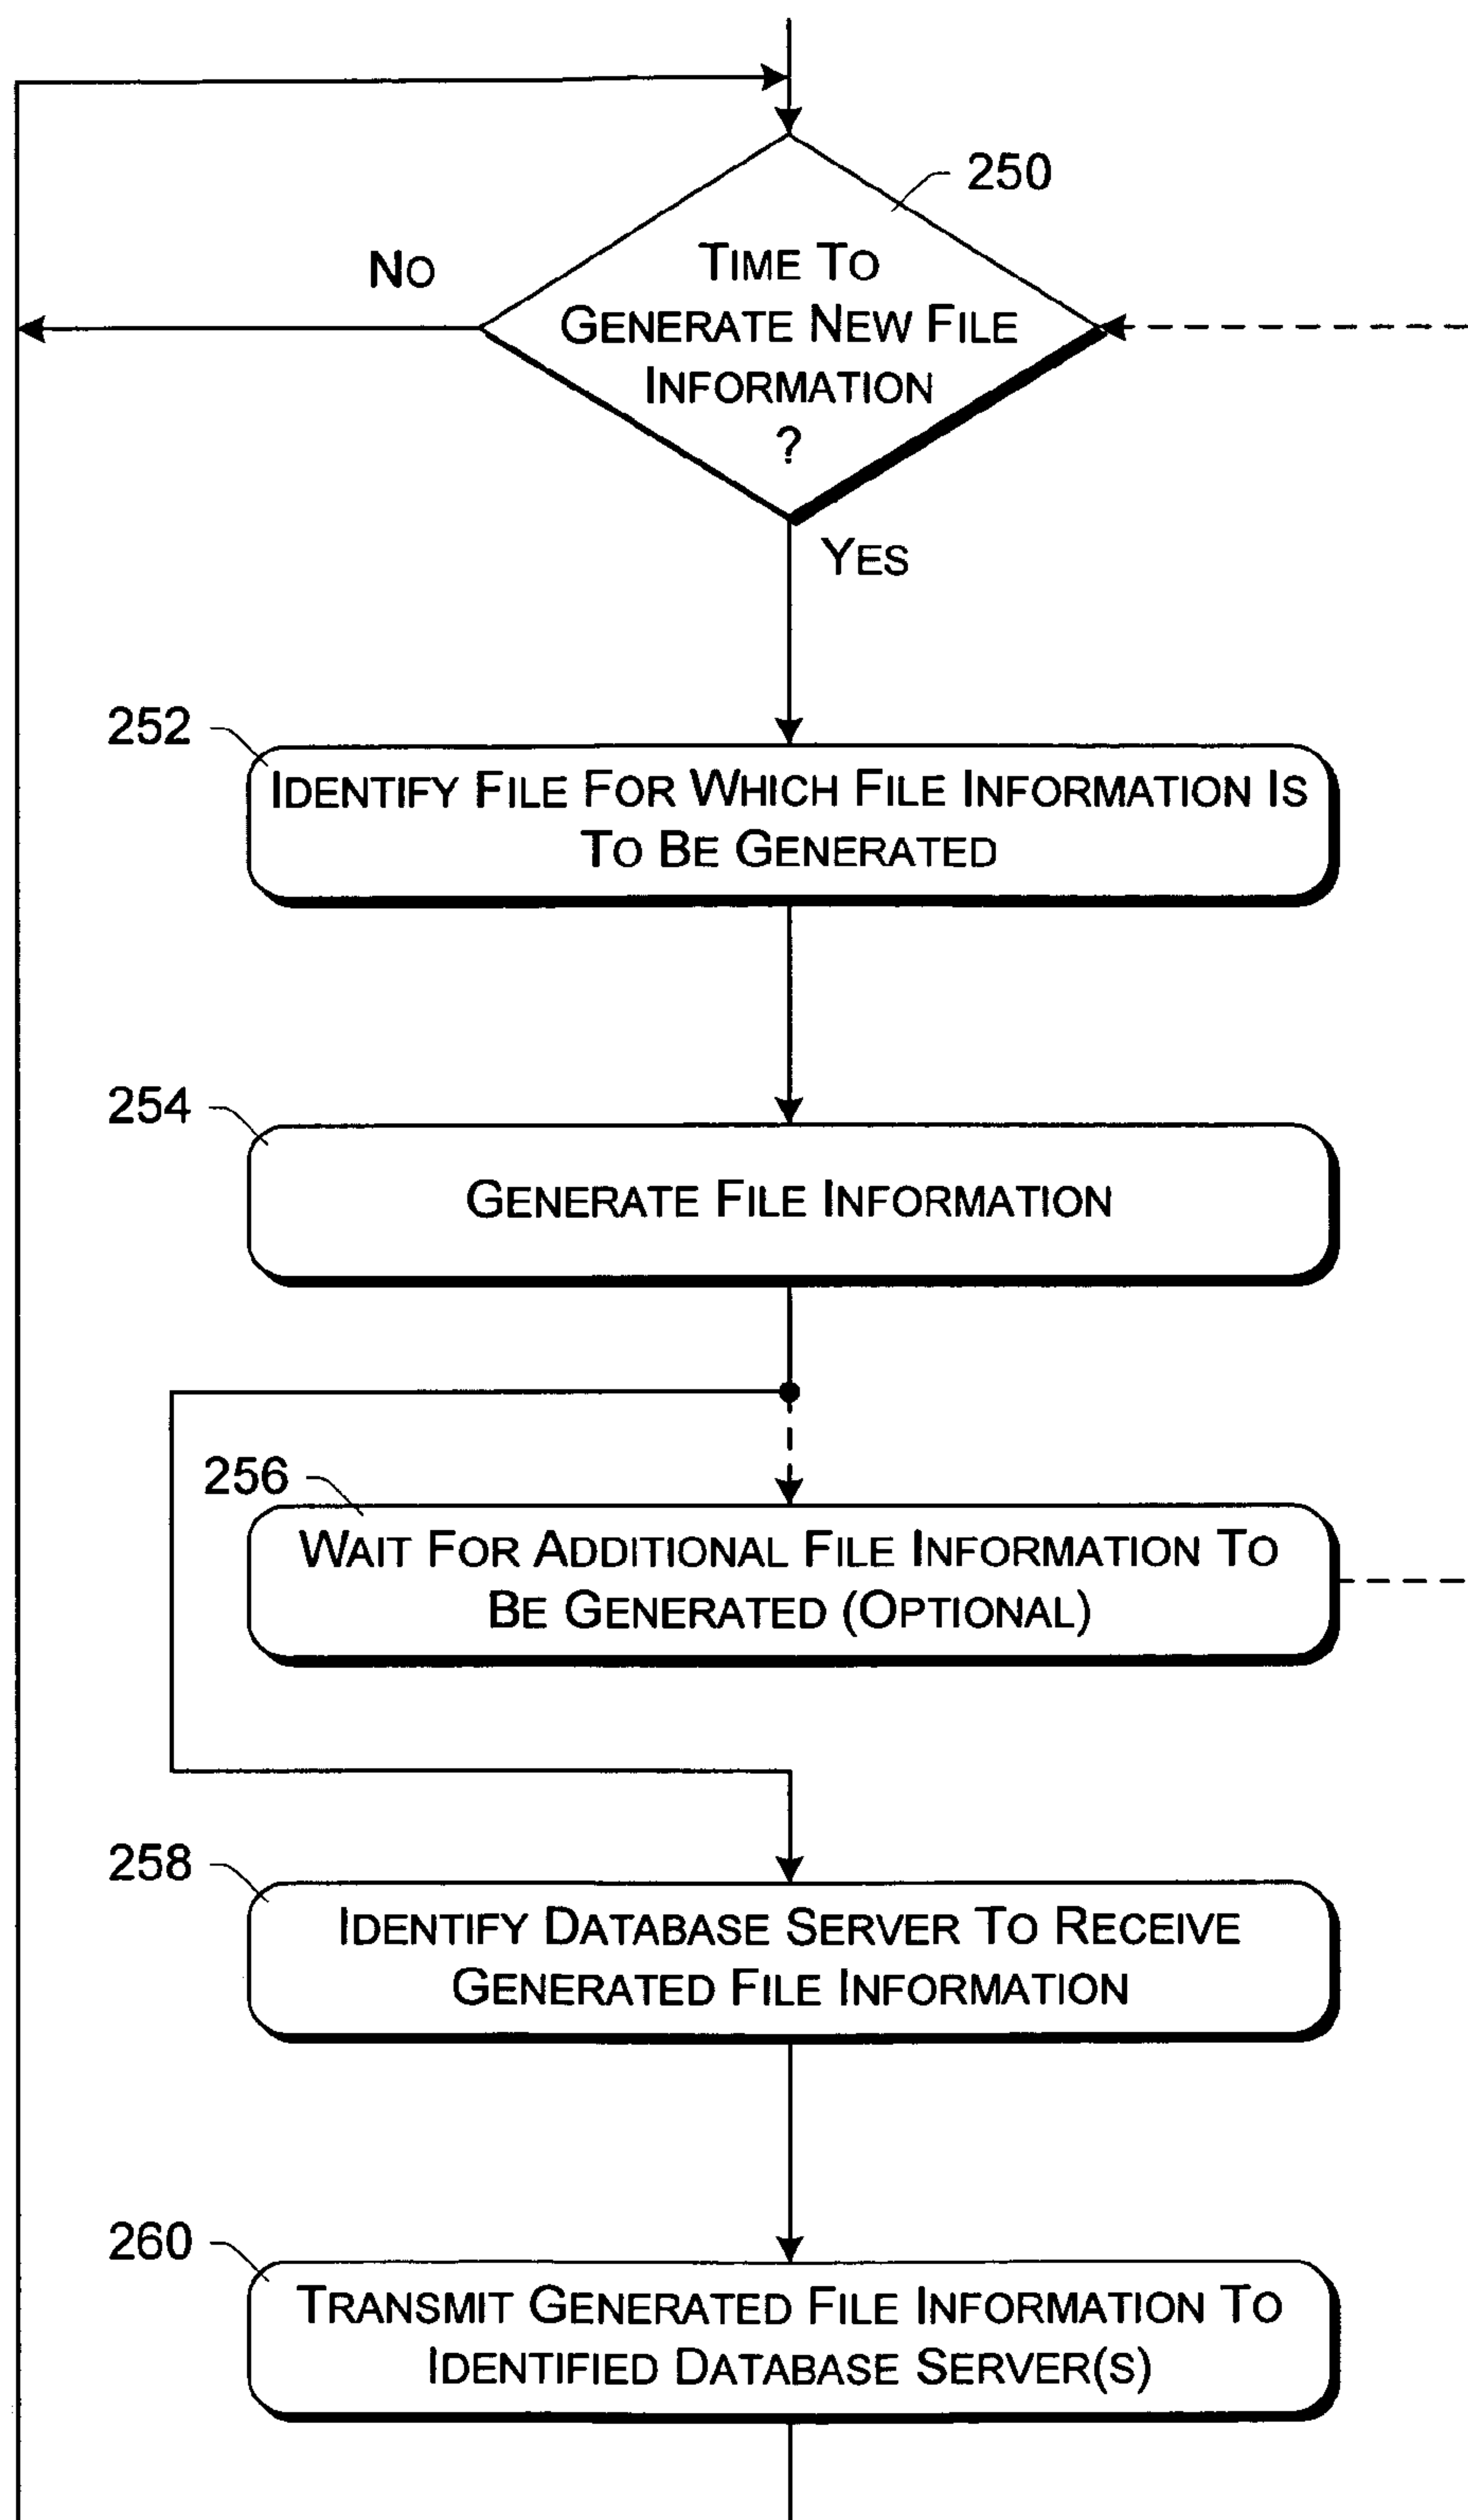 250
NO
TIME TO
GENERATE NEW FILE
INFORMATION
?
YES
252
IDENTIFY FILE FOR WHICH FILE INFORMATION IS
TO BE GENERATED
254
GENERATE FILE INFORMATION
256
WAIT FOR ADDITIONAL FILE INFORMATION TO
BE GENERATED (OPTIONAL)
258
IDENTIFY DATABASE SERVER TO RECEIVE
GENERATED FILE INFORMATION
260
TRANSMIT GENERATED FILE INFORMATION TO
IDENTIFIED DATABASE SERVER(S)